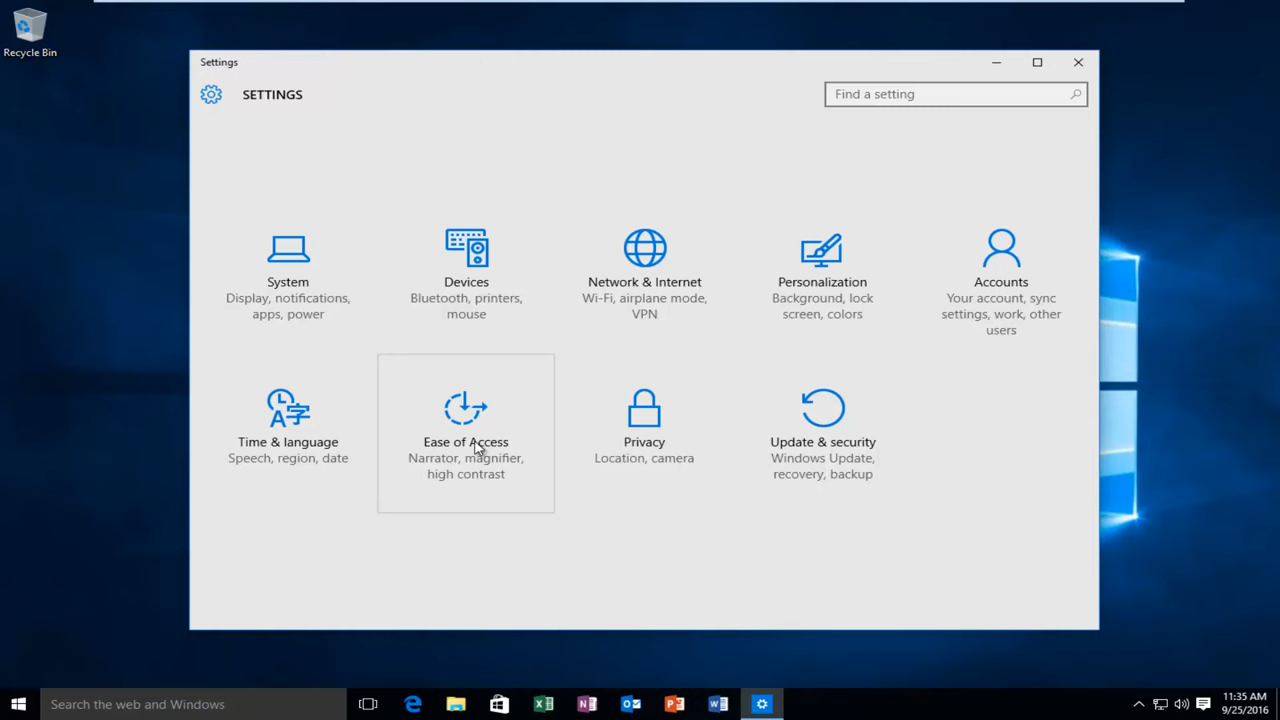 Recycle Bin
Settings
SETTINGS
Find a setting
System
Display, notifications,
apps, power
Devices
Bluetooth, printers,
mouse
Network & Internet
Wi-Fi, airplane mode,
VPN
Personalization
Background, lock
screen, colors
Accounts
Your account, sync
settings, work, other
users
Time & language
Speech, region, date
Ease of Access
Narrator, magnifier,
high contrast
Privacy
Location, camera
Update & security
Windows Update,
recovery, backup
Search the web and Windows
11:35 AM
9/25/2016